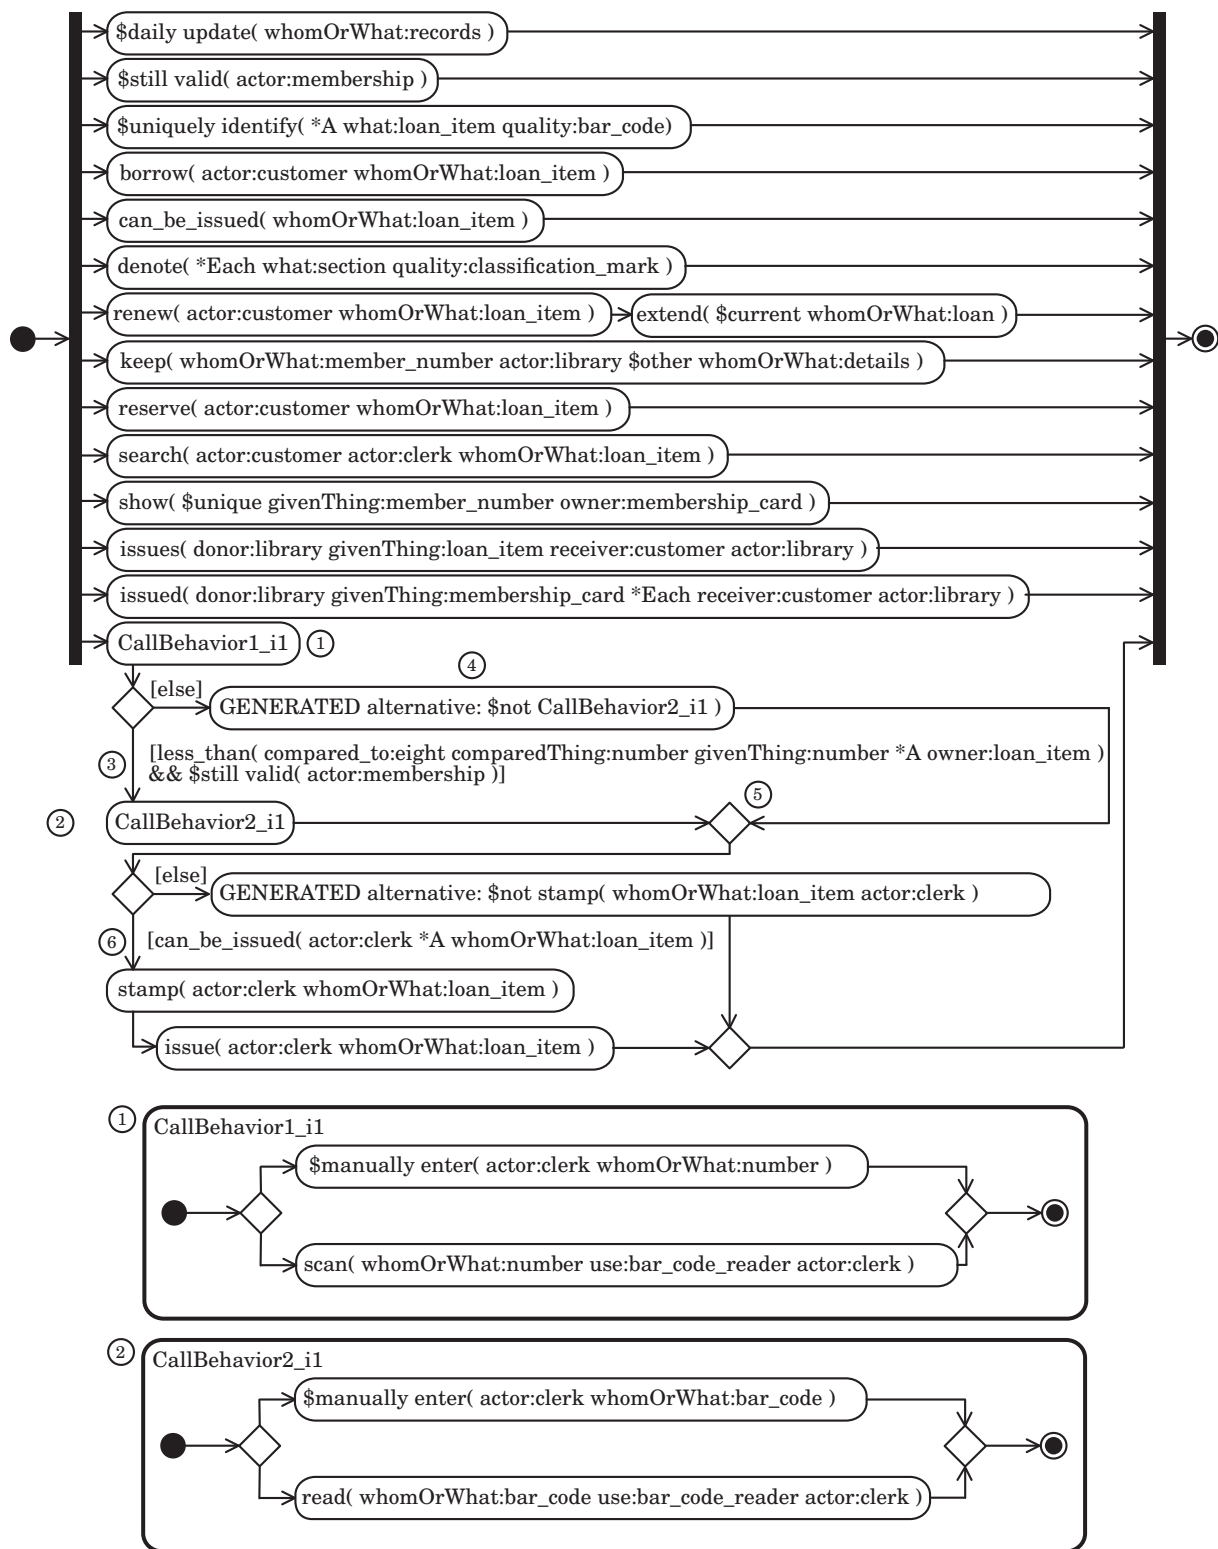 $daily update( whomOrWhat:records )
$still valid( actor:membership )
$uniquely identify( *A what:loan_item quality:bar_code)
borrow( actor:customer whomOrWhat:loan_item )
can_be_issued( whomOrWhat:loan_item )
denote( *Each what:section quality:classification_mark )
renew( actor:customer whomOrWhat:loan_item ) extend( $current whomOrWhat:loan )
keep( whomOrWhat:member_number actor:library $other whomOrWhat:details )
reserve( actor:customer whomOrWhat:loan_item )
search( actor:customer actor:clerk whomOrWhat:loan_item )
show( $unique givenThing:member_number owner:membership_card )
issues( donor:library givenThing:loan_item receiver:customer actor:library )
issued( donor:library givenThing:membership_card *Each receiver:customer actor:library )
CallBehavior1_i1 1
4
[else]
GENERATED alternative: $not CallBehavior2_i1 )
3
[less_than( compared_to:eight comparedThing:number givenThing:number *A owner:loan_item )
&& $still valid( actor:membership )]
5
2 CallBehavior2_i1
[else]
GENERATED alternative: $not stamp( whomOrWhat:loan_item actor:clerk )
6 [can_be_issued( actor:clerk *A whomOrWhat:loan_item )]
stamp( actor:clerk whomOrWhat:loan_item )
issue( actor:clerk whomOrWhat:loan_item )
1 CallBehavior1_i1
$manually enter( actor:clerk whomOrWhat:number )
scan( whomOrWhat:number use:bar_code_reader actor:clerk )
2 CallBehavior2_i1
$manually enter( actor:clerk whomOrWhat:bar_code )
read( whomOrWhat:bar_code use:bar_code_reader actor:clerk )